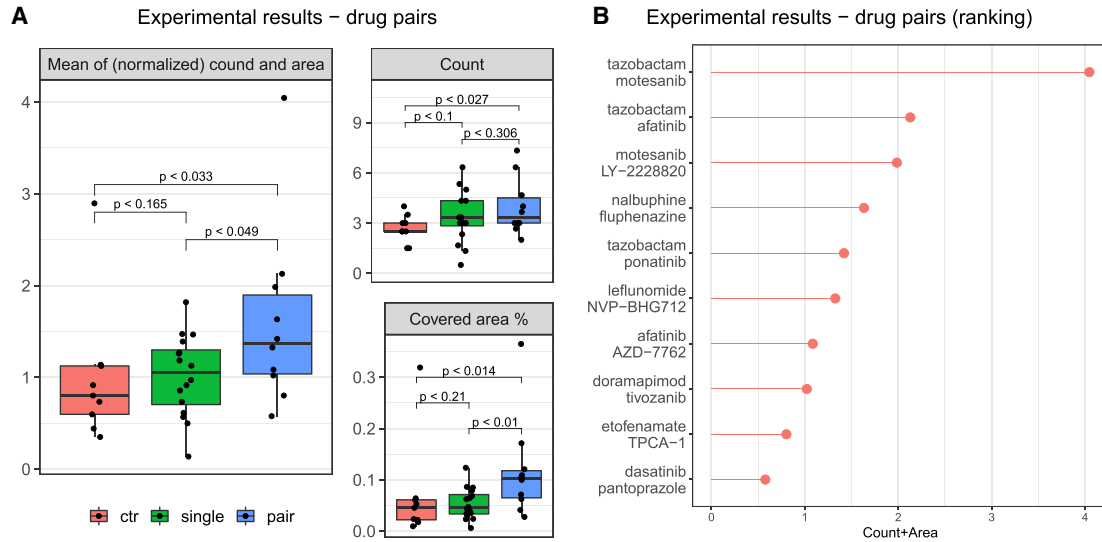 A
Experimental results − drug pairs
Mean of (normalized) cound and area
4
3
2
1
0
p < 0.033
p < 0.165
p < 0.049
Count
9
6
3
0
p < 0.027
p < 0.1
p < 0.306
Covered area %
0.3
0.2
0.1
0.0
p < 0.014
p < 0.21
p < 0.01
ctr single pair
B
Experimental results − drug pairs (ranking)
tazobactam
motesanib
tazobactam
afatinib
motesanib
LY−2228820
nalbuphine
fluphenazine
tazobactam
ponatinib
leflunomide
NVP−BHG712
afatinib
AZD−7762
doramapimod
tivozanib
etofenamate
TPCA−1
dasatinib
pantoprazole
0 1 2 3 4
Count+Area